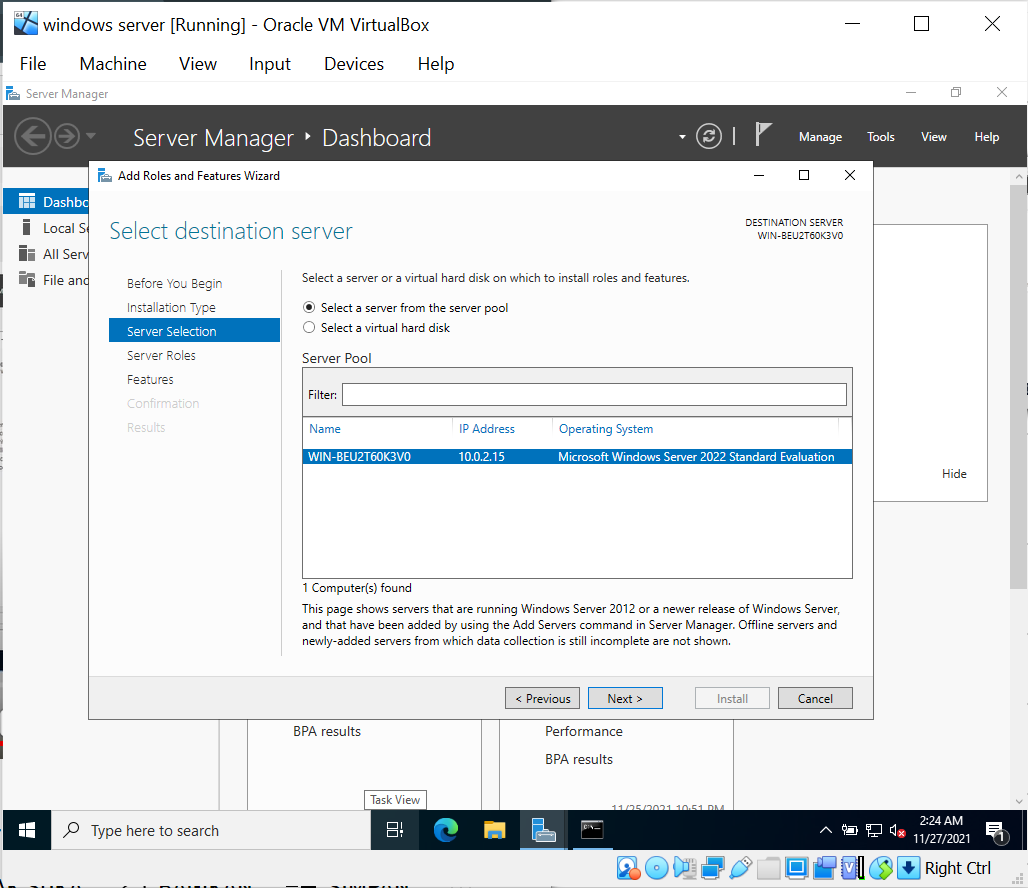 windows server [Running] - Oracle VM VirtualBox
File Machine View Input Devices Help
Server Manager
Server Manager ‣ Dashboard
Manage Tools View Help
Add Roles and Features Wizard
Select destination server
DESTINATION SERVER
WIN-BEU2T60K3V0
Dashbo
Local Se
All Serv
File and
Before You Begin
Installation Type
Server Selection
Server Roles
Features
Confirmation
Results
Select a server or a virtual hard disk on which to install roles and features.
Select a server from the server pool
Select a virtual hard disk
Server Pool
Filter:
Name IP Address Operating System
WIN-BEU2T60K3V0 10.0.2.15 Microsoft Windows Server 2022 Standard Evaluation
1 Computer(s) found
This page shows servers that are running Windows Server 2012 or a newer release of Windows Server,
and that have been added by using the Add Servers command in Server Manager. Offline servers and
newly-added servers from which data collection is still incomplete are not shown.
< Previous Next > Install Cancel
Hide
BPA results
Performance
BPA results
11/25/2021 10:51 PM
Task View
Type here to search
2:24 AM
11/27/2021
1
Right Ctrl